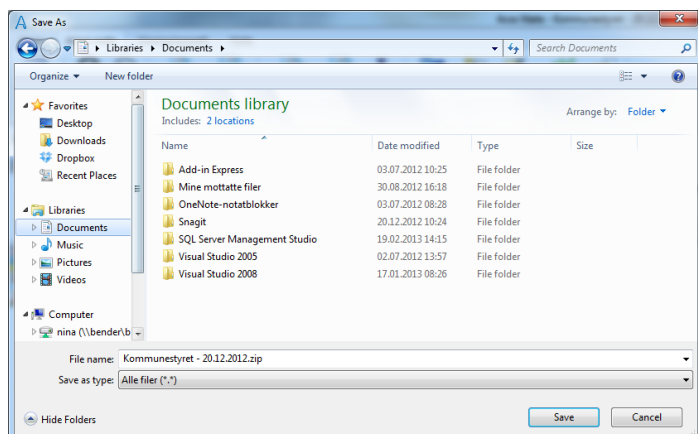 Save As
Libraries Documents
Search Documents
Organize New folder
Favorites
Desktop
Downloads
Dropbox
Recent Places
Libraries
Documents
Music
Pictures
Videos
Computer
nina (\\bender\b
Documents library
Includes: 2 locations
Arrange by: Folder
Name Date modified Type Size
Add-in Express 03.07.2012 10:25 File folder
Mine mottatte filer 30.08.2012 16:18 File folder
OneNote-notatblokker 03.07.2012 08:28 File folder
Snagit 20.12.2012 10:24 File folder
SQL Server Management Studio 19.02.2013 14:15 File folder
Visual Studio 2005 02.07.2012 13:57 File folder
Visual Studio 2008 17.01.2013 08:26 File folder
File name: Kommunestyret - 20.12.2012.zip
Save as type: Alle filer (*.*)
Hide Folders Save Cancel